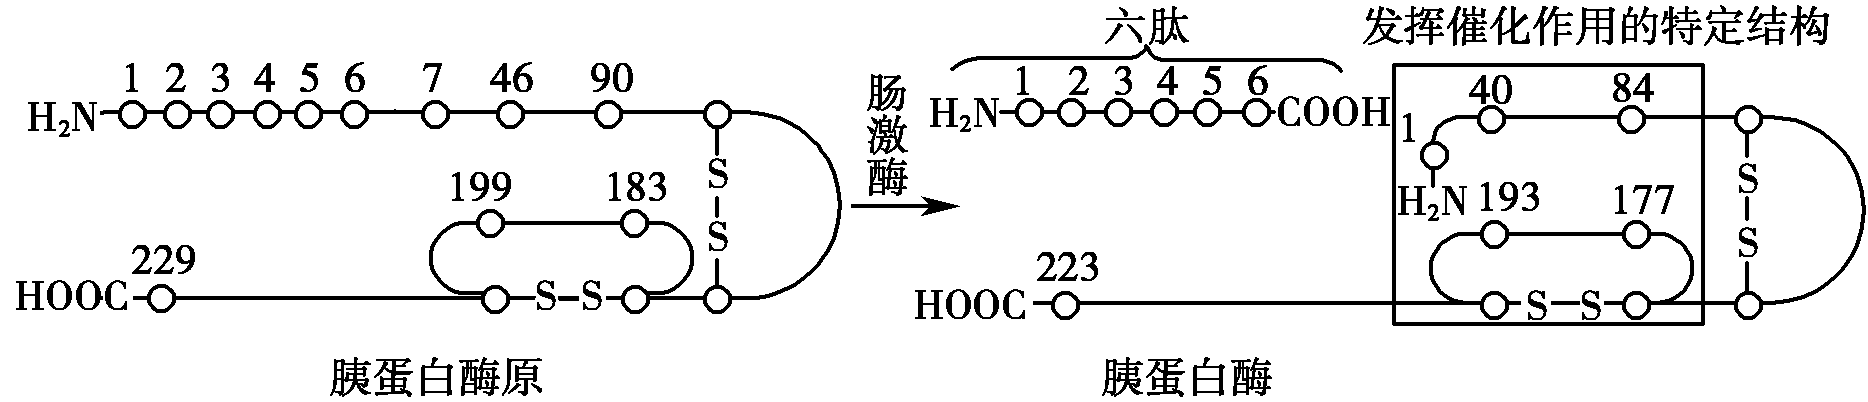 六肽 发挥催化作用的特定结构
1 2 3 4 5 6 7 46 90 肠激酶 1 2 3 4 5 6 40 84
H₂N H₂N COOH 1
S S
199 183 H₂N 193 177
S S
HOOC 229 S S HOOC 223 S S
胰蛋白酶原 胰蛋白酶